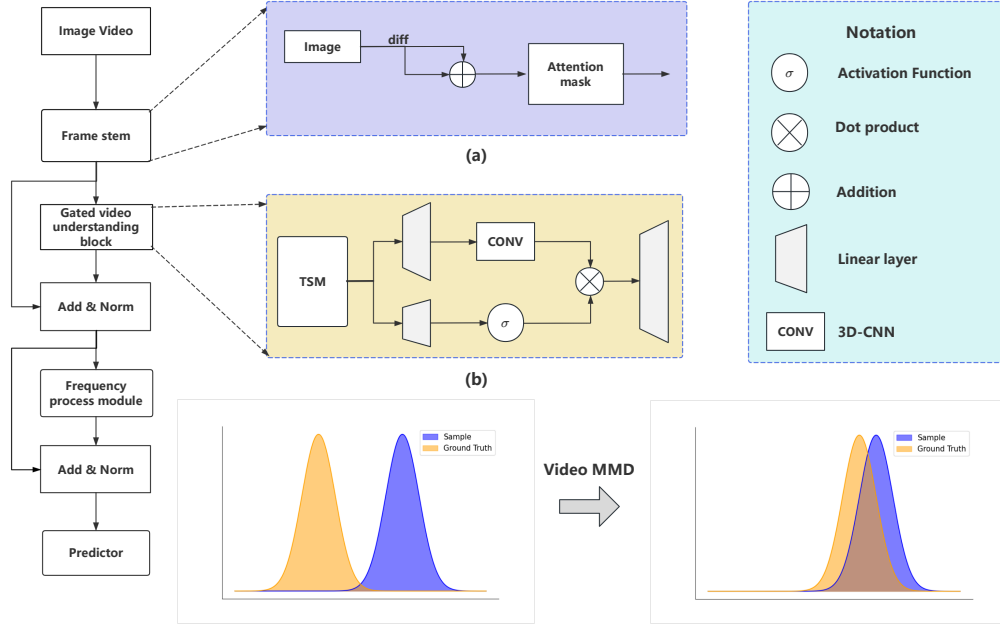 Image Video
Frame stem
Gated video
understanding
block
Add & Norm
Frequency
process module
Add & Norm
Predictor
Image
diff
Attention
mask
(a)
TSM
CONV
σ
(b)
Notation
σ
Activation Function
Dot product
Addition
Linear layer
CONV
3D-CNN
Sample
Ground Truth
Video MMD
Sample
Ground Truth